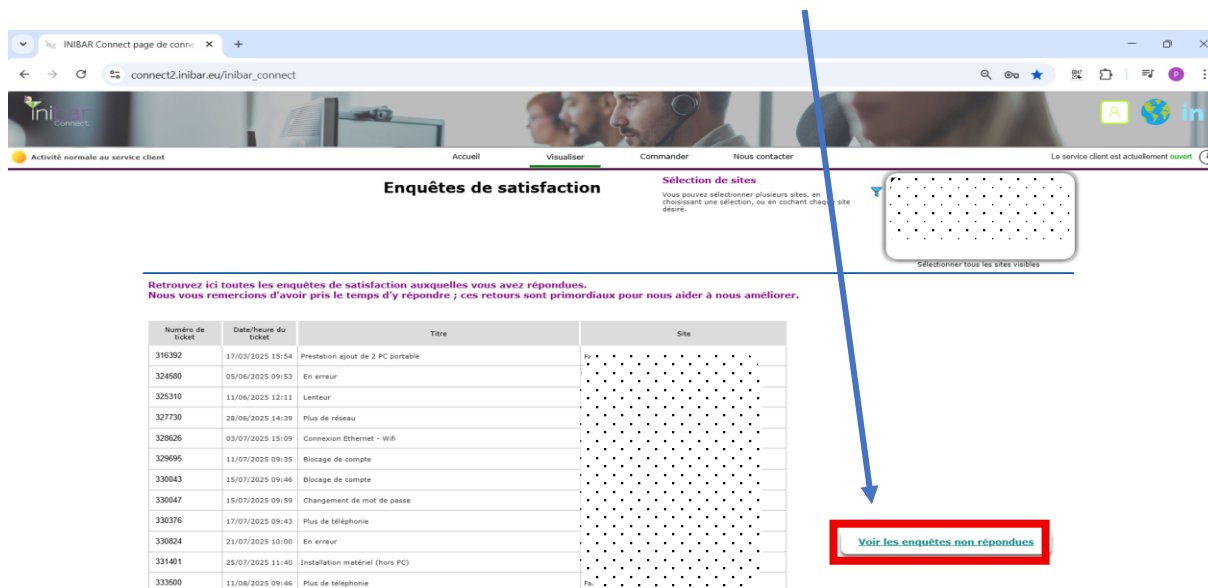 INIBAR Connect page de conne
connect2.inibar.eu/inibar_connect
P
inibar
Connect.
in
Activité normale au service client
Accueil
Visualiser
Commander
Nous contacter
Le service client est actuellement ouvert
Enquêtes de satisfaction
Sélection de sites
Vous pouvez sélectionner plusieurs sites, en
choisissant une sélection, ou en cochant chaque site
désiré.
Sélectionner tous les sites visibles
Retrouvez ici toutes les enquêtes de satisfaction auxquelles vous avez répondues.
Nous vous remercions d’avoir pris le temps d’y répondre ; ces retours sont primordiaux pour nous aider à nous améliorer.
Numéro de ticket Date/heure du ticket Titre Site
316392 17/03/2025 15:54 Prestation ajout de 2 PC portable
324580 05/06/2025 09:53 En erreur
325310 11/06/2025 12:11 Lenteur
327730 28/06/2025 14:39 Plus de réseau
328626 03/07/2025 15:09 Connexion Ethernet - Wifi
329695 11/07/2025 09:35 Blocage de compte
330043 15/07/2025 09:46 Blocage de compte
330047 15/07/2025 09:59 Changement de mot de passe
330376 17/07/2025 09:43 Plus de téléphonie
330824 21/07/2025 10:00 En erreur
Voir les enquêtes non répondues
331401 25/07/2025 11:40 Installation matériel (hors PC)
333500 11/08/2025 09:46 Plus de téléphonie